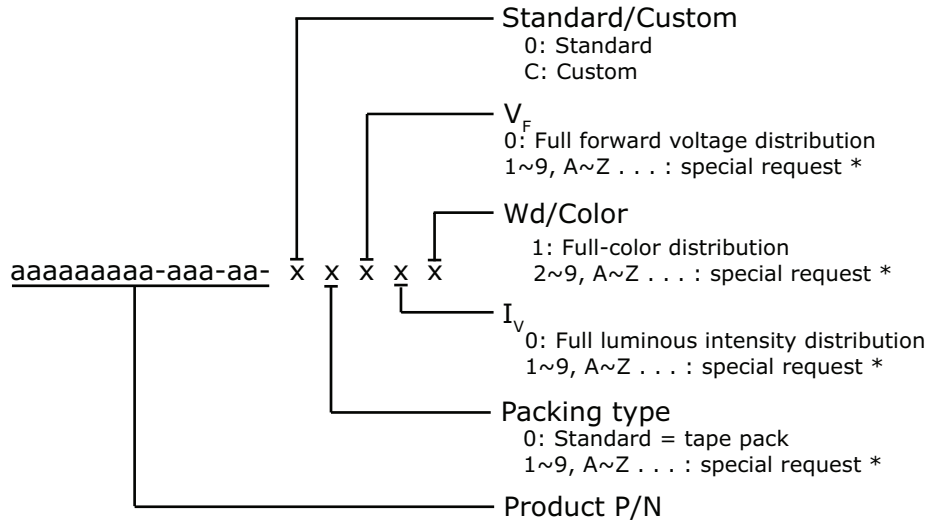 Standard/Custom
0: Standard
C: Custom
VF
0: Full forward voltage distribution
1~9, A~Z . . . : special request *
Wd/Color
1: Full-color distribution
2~9, A~Z . . . : special request *
aaaaaaaaa-aaa-aa- x x x x x
IV
0: Full luminous intensity distribution
1~9, A~Z . . . : special request *
Packing type
0: Standard = tape pack
1~9, A~Z . . . : special request *
Product P/N